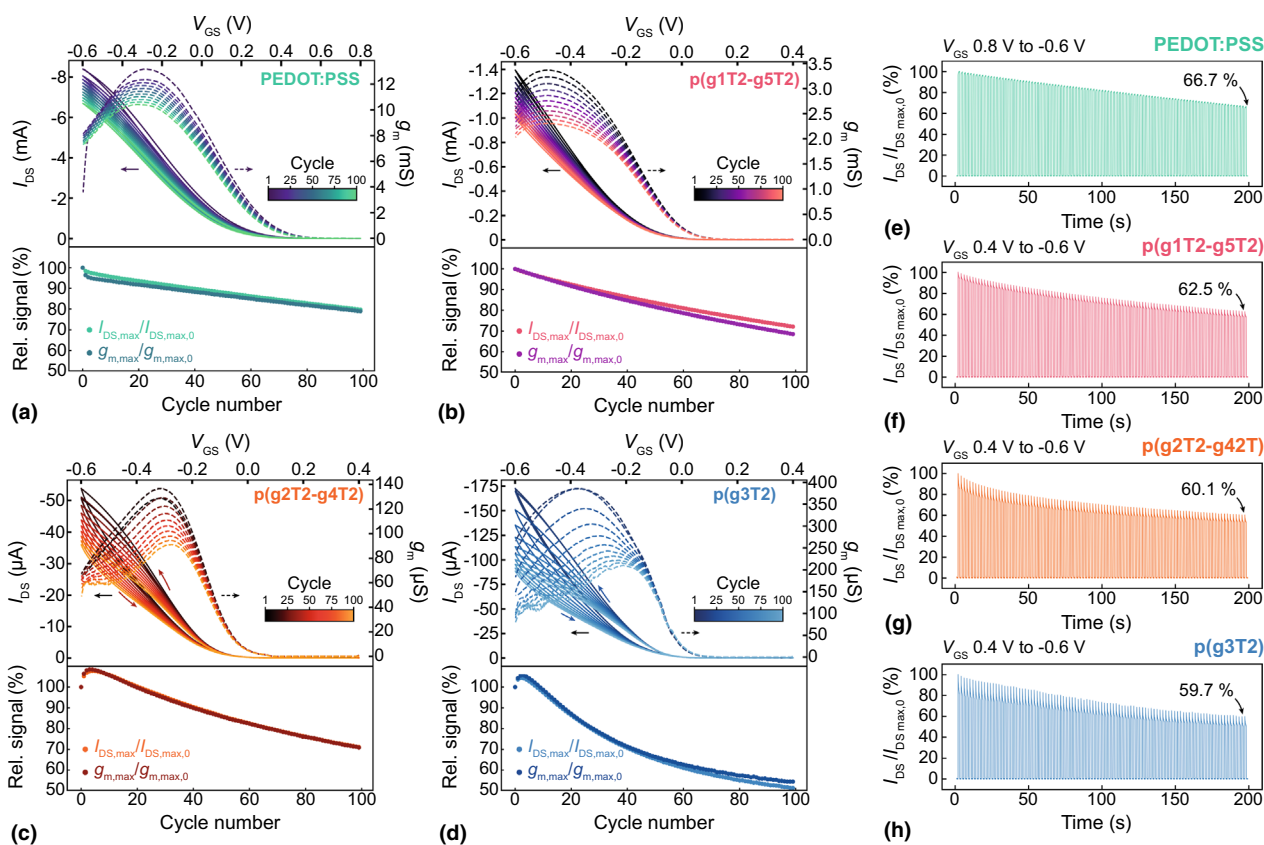 V_GS (V)
-0.6 -0.4 -0.2 0.0 0.2 0.4 0.6 0.8
PEDOT:PSS
-8
-6
-4
-2
0
I_DS (mA)
12
10
8
6
4
2
0
g_m (mS)
Cycle
1 25 50 75 100
Rel. signal (%)
100
90
80
70
60
50
I_DS,max/I_DS,max,0
g_m,max/g_m,max,0
0 20 40 60 80 100
Cycle number
(a)
V_GS (V)
-0.6 -0.4 -0.2 0.0 0.2 0.4
p(g1T2-g5T2)
-1.4
-1.2
-1.0
-0.8
-0.6
-0.4
-0.2
0
I_DS (mA)
3.5
3.0
2.5
2.0
1.5
1.0
0.5
0.0
g_m (mS)
Cycle
1 25 50 75 100
Rel. signal (%)
100
90
80
70
60
50
I_DS,max/I_DS,max,0
g_m,max/g_m,max,0
0 20 40 60 80 100
Cycle number
(b)
V_GS (V)
-0.6 -0.4 -0.2 0.0 0.2 0.4
p(g2T2-g4T2)
-50
-40
-30
-20
-10
0
I_DS (µA)
140
120
100
80
60
40
20
0
g_m (µS)
Cycle
1 25 50 75 100
Rel. signal (%)
100
90
80
70
60
50
I_DS,max/I_DS,max,0
g_m,max/g_m,max,0
0 20 40 60 80 100
Cycle number
(c)
V_GS (V)
-0.6 -0.4 -0.2 0.0 0.2 0.4
p(g3T2)
-175
-150
-125
-100
-75
-50
-25
0
I_DS (µA)
400
350
300
250
200
150
100
50
0
g_m (µS)
Cycle
1 25 50 75 100
Rel. signal (%)
100
90
80
70
60
50
I_DS,max/I_DS,max,0
g_m,max/g_m,max,0
0 20 40 60 80 100
Cycle number
(d)
V_GS 0.8 V to -0.6 V PEDOT:PSS
I_DS/I_DS max,0 (%)
100
80
60
40
20
0
66.7 %
0 50 100 150 200
Time (s)
(e)
V_GS 0.4 V to -0.6 V p(g1T2-g5T2)
I_DS/I_DS max,0 (%)
100
80
60
40
20
0
62.5 %
0 50 100 150 200
Time (s)
(f)
V_GS 0.4 V to -0.6 V p(g2T2-g42T)
I_DS/I_DS max,0 (%)
100
80
60
40
20
0
60.1 %
0 50 100 150 200
Time (s)
(g)
V_GS 0.4 V to -0.6 V p(g3T2)
I_DS/I_DS max,0 (%)
100
80
60
40
20
0
59.7 %
0 50 100 150 200
Time (s)
(h)